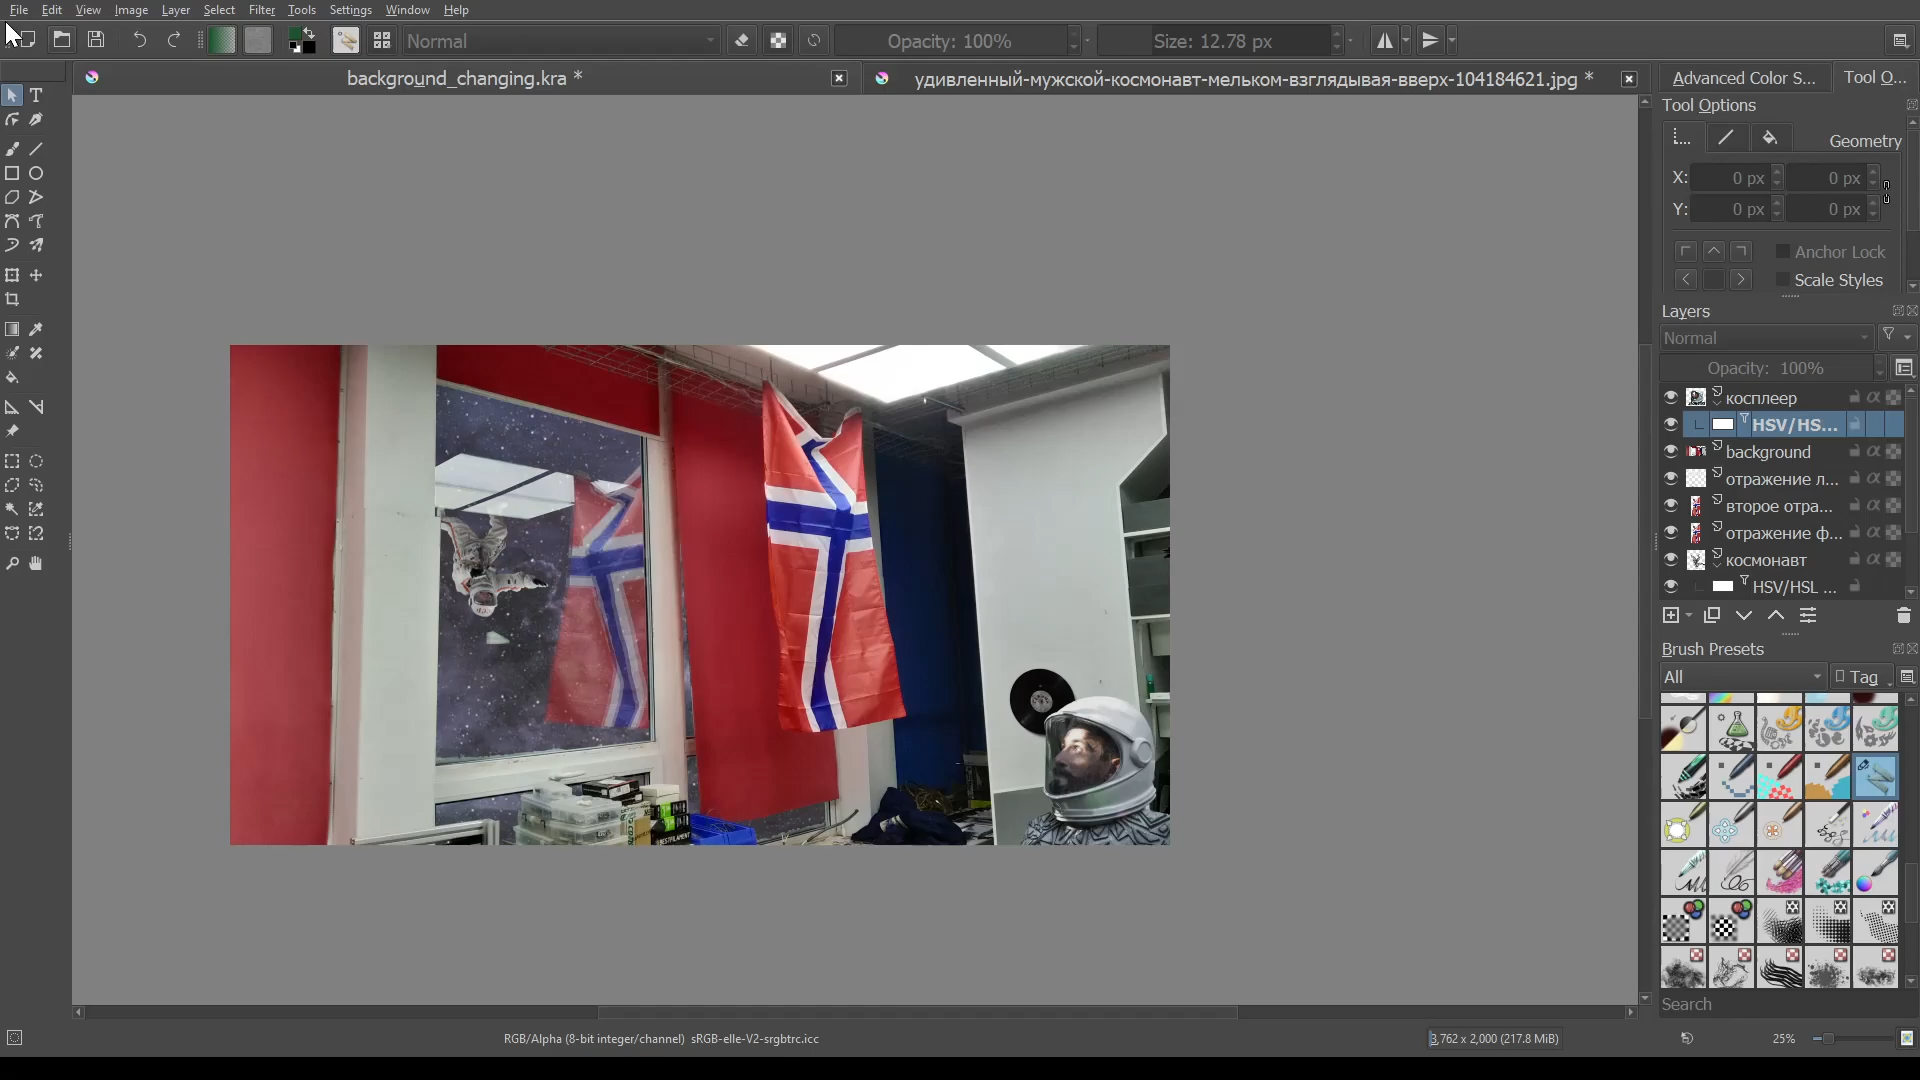 File Edit View Image Layer Select Filter Tools Settings Window Help
Normal
Opacity: 100%
Size: 12.78 px
background_changing.kra *
удивленный-мужской-космонавт-мельком-взглядывая-вверх-104184621.jpg *
Advanced Color S...
Tool O...
Tool Options
Geometry
X: 0 px 0 px
Y: 0 px 0 px
Anchor Lock
Scale Styles
Layers
Normal
Opacity: 100%
косплеер
HSV/HS...
background
отражение л...
второе отра...
отражение ф...
космонавт
HSV/HSL ...
Brush Presets
All
Tag
Search
RGB/Alpha (8-bit integer/channel) sRGB-elle-V2-srgbtrc.icc
3,762 x 2,000 (217.8 MiB)
25%
BESTFILAMENT